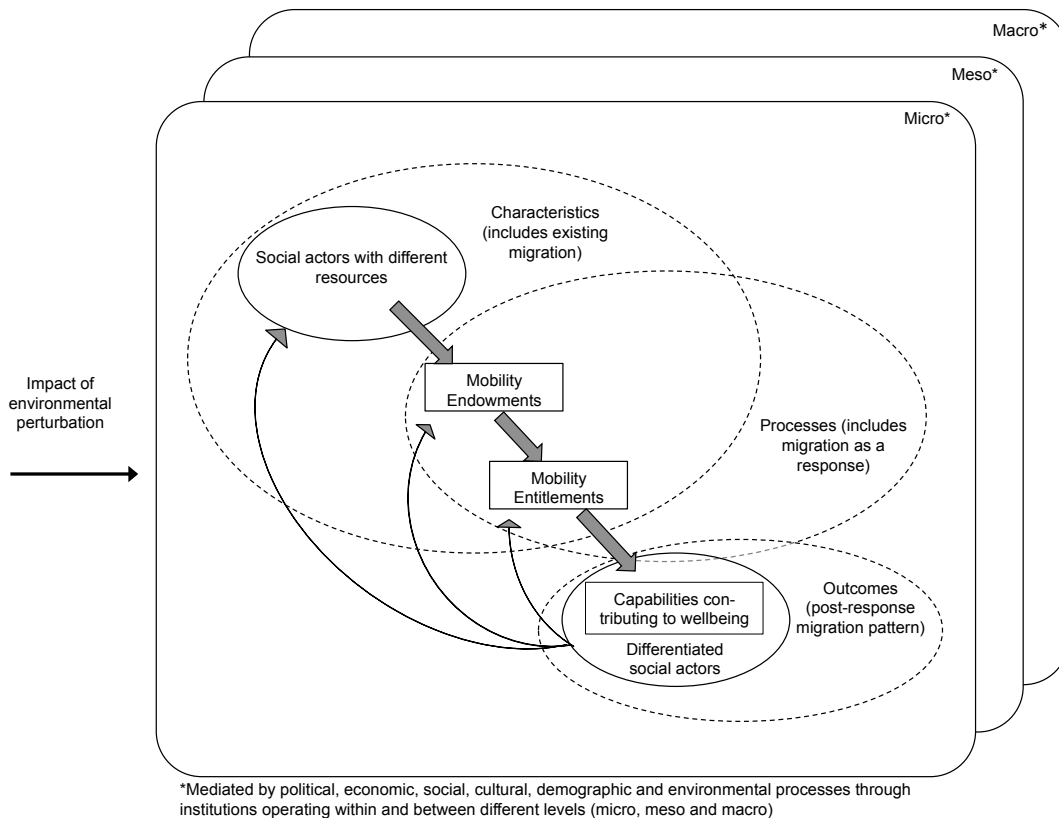 Macro*
Meso*
Micro*
Characteristics
(includes existing
migration)
Social actors with different
resources
Mobility
Endowments
Impact of
environmental
perturbation
Processes (includes
migration as a
response)
Mobility
Entitlements
Capabilities con-
tributing to wellbeing
Differentiated
social actors
Outcomes
(post-response
migration pattern)
*Mediated by political, economic, social, cultural, demographic and environmental processes through
institutions operating within and between different levels (micro, meso and macro)